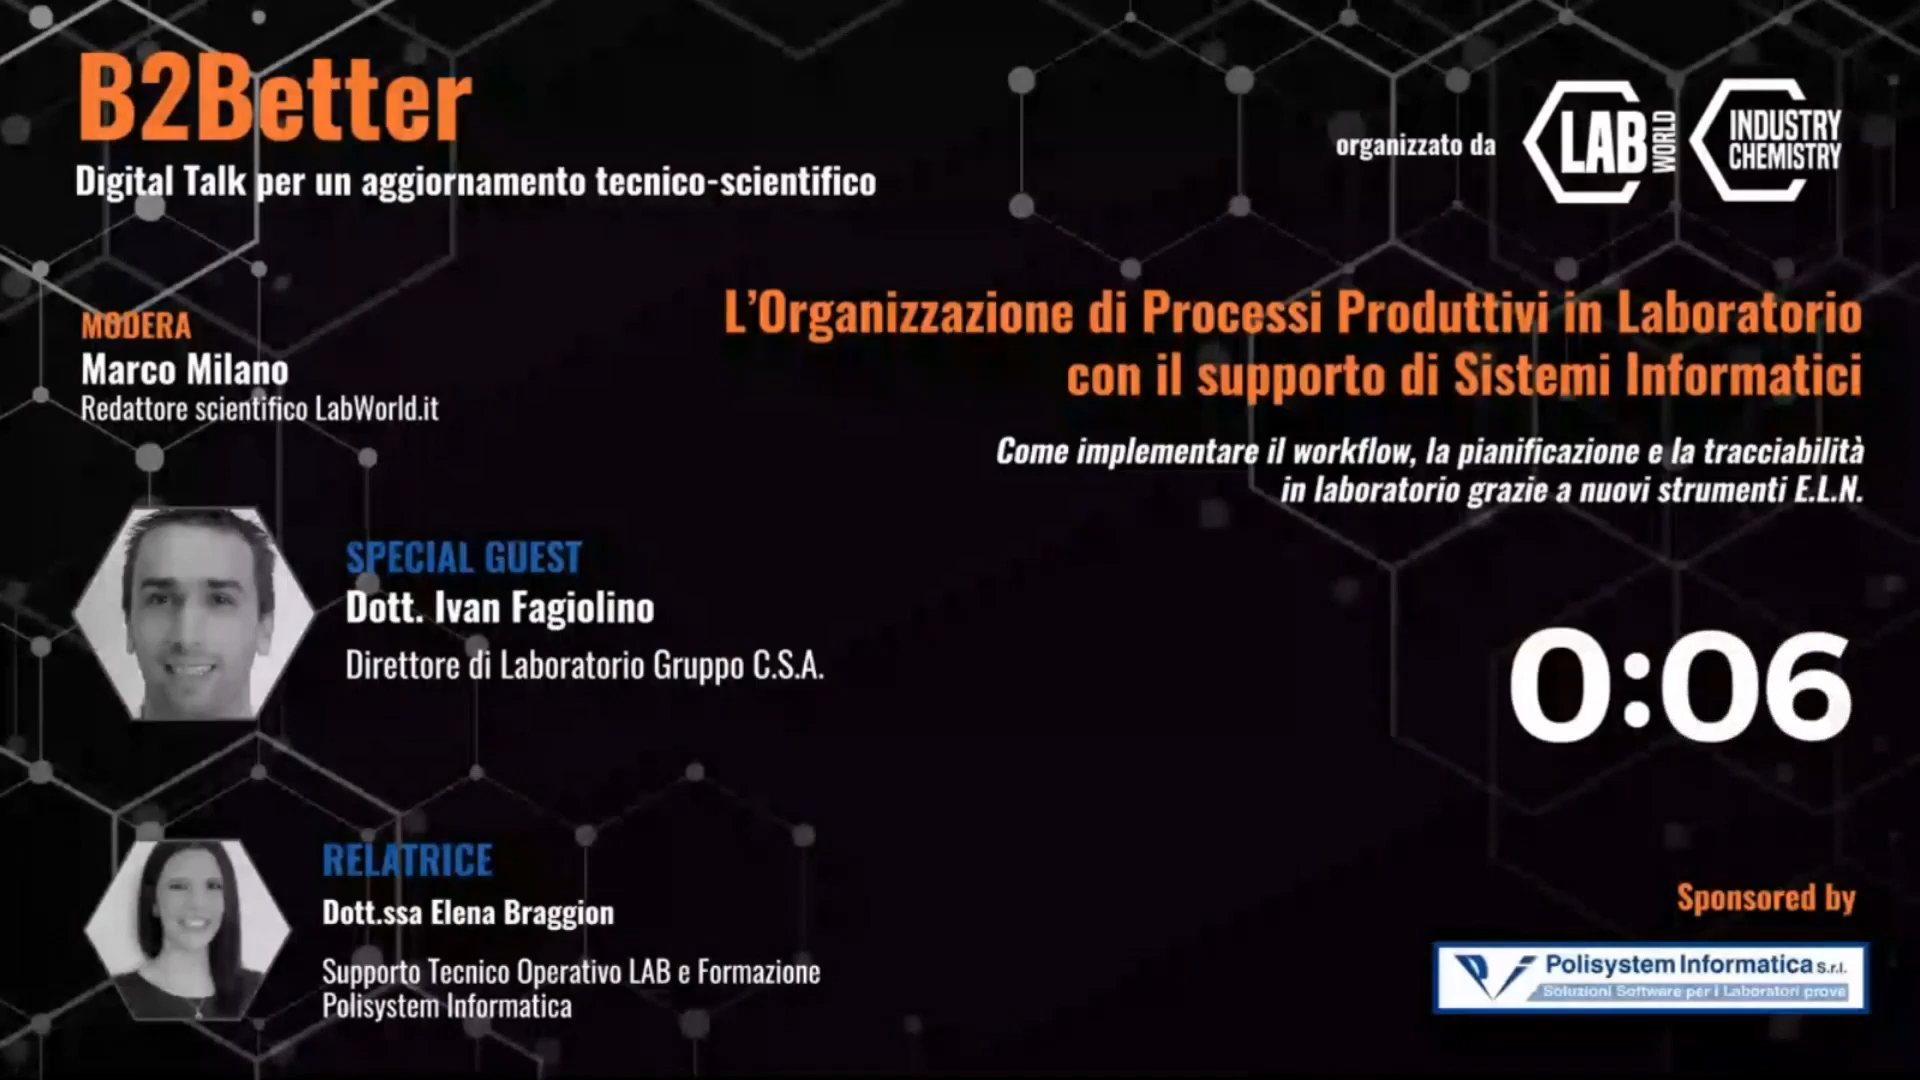 B2Better
Digital Talk per un aggiornamento tecnico-scientifico
organizzato da
LAB WORLD
INDUSTRY CHEMISTRY
MODERA
Marco Milano
Redattore scientifico LabWorld.it
L’Organizzazione di Processi Produttivi in Laboratorio
con il supporto di Sistemi Informatici
Come implementare il workflow, la pianificazione e la tracciabilità
in laboratorio grazie a nuovi strumenti E.L.N.
SPECIAL GUEST
Dott. Ivan Fagiolino
Direttore di Laboratorio Gruppo C.S.A.
0:06
RELATRICE
Dott.ssa Elena Braggion
Supporto Tecnico Operativo LAB e Formazione
Polisystem Informatica
Sponsored by
Polisystem Informatica s.r.l.
Soluzioni Software per i Laboratori prove